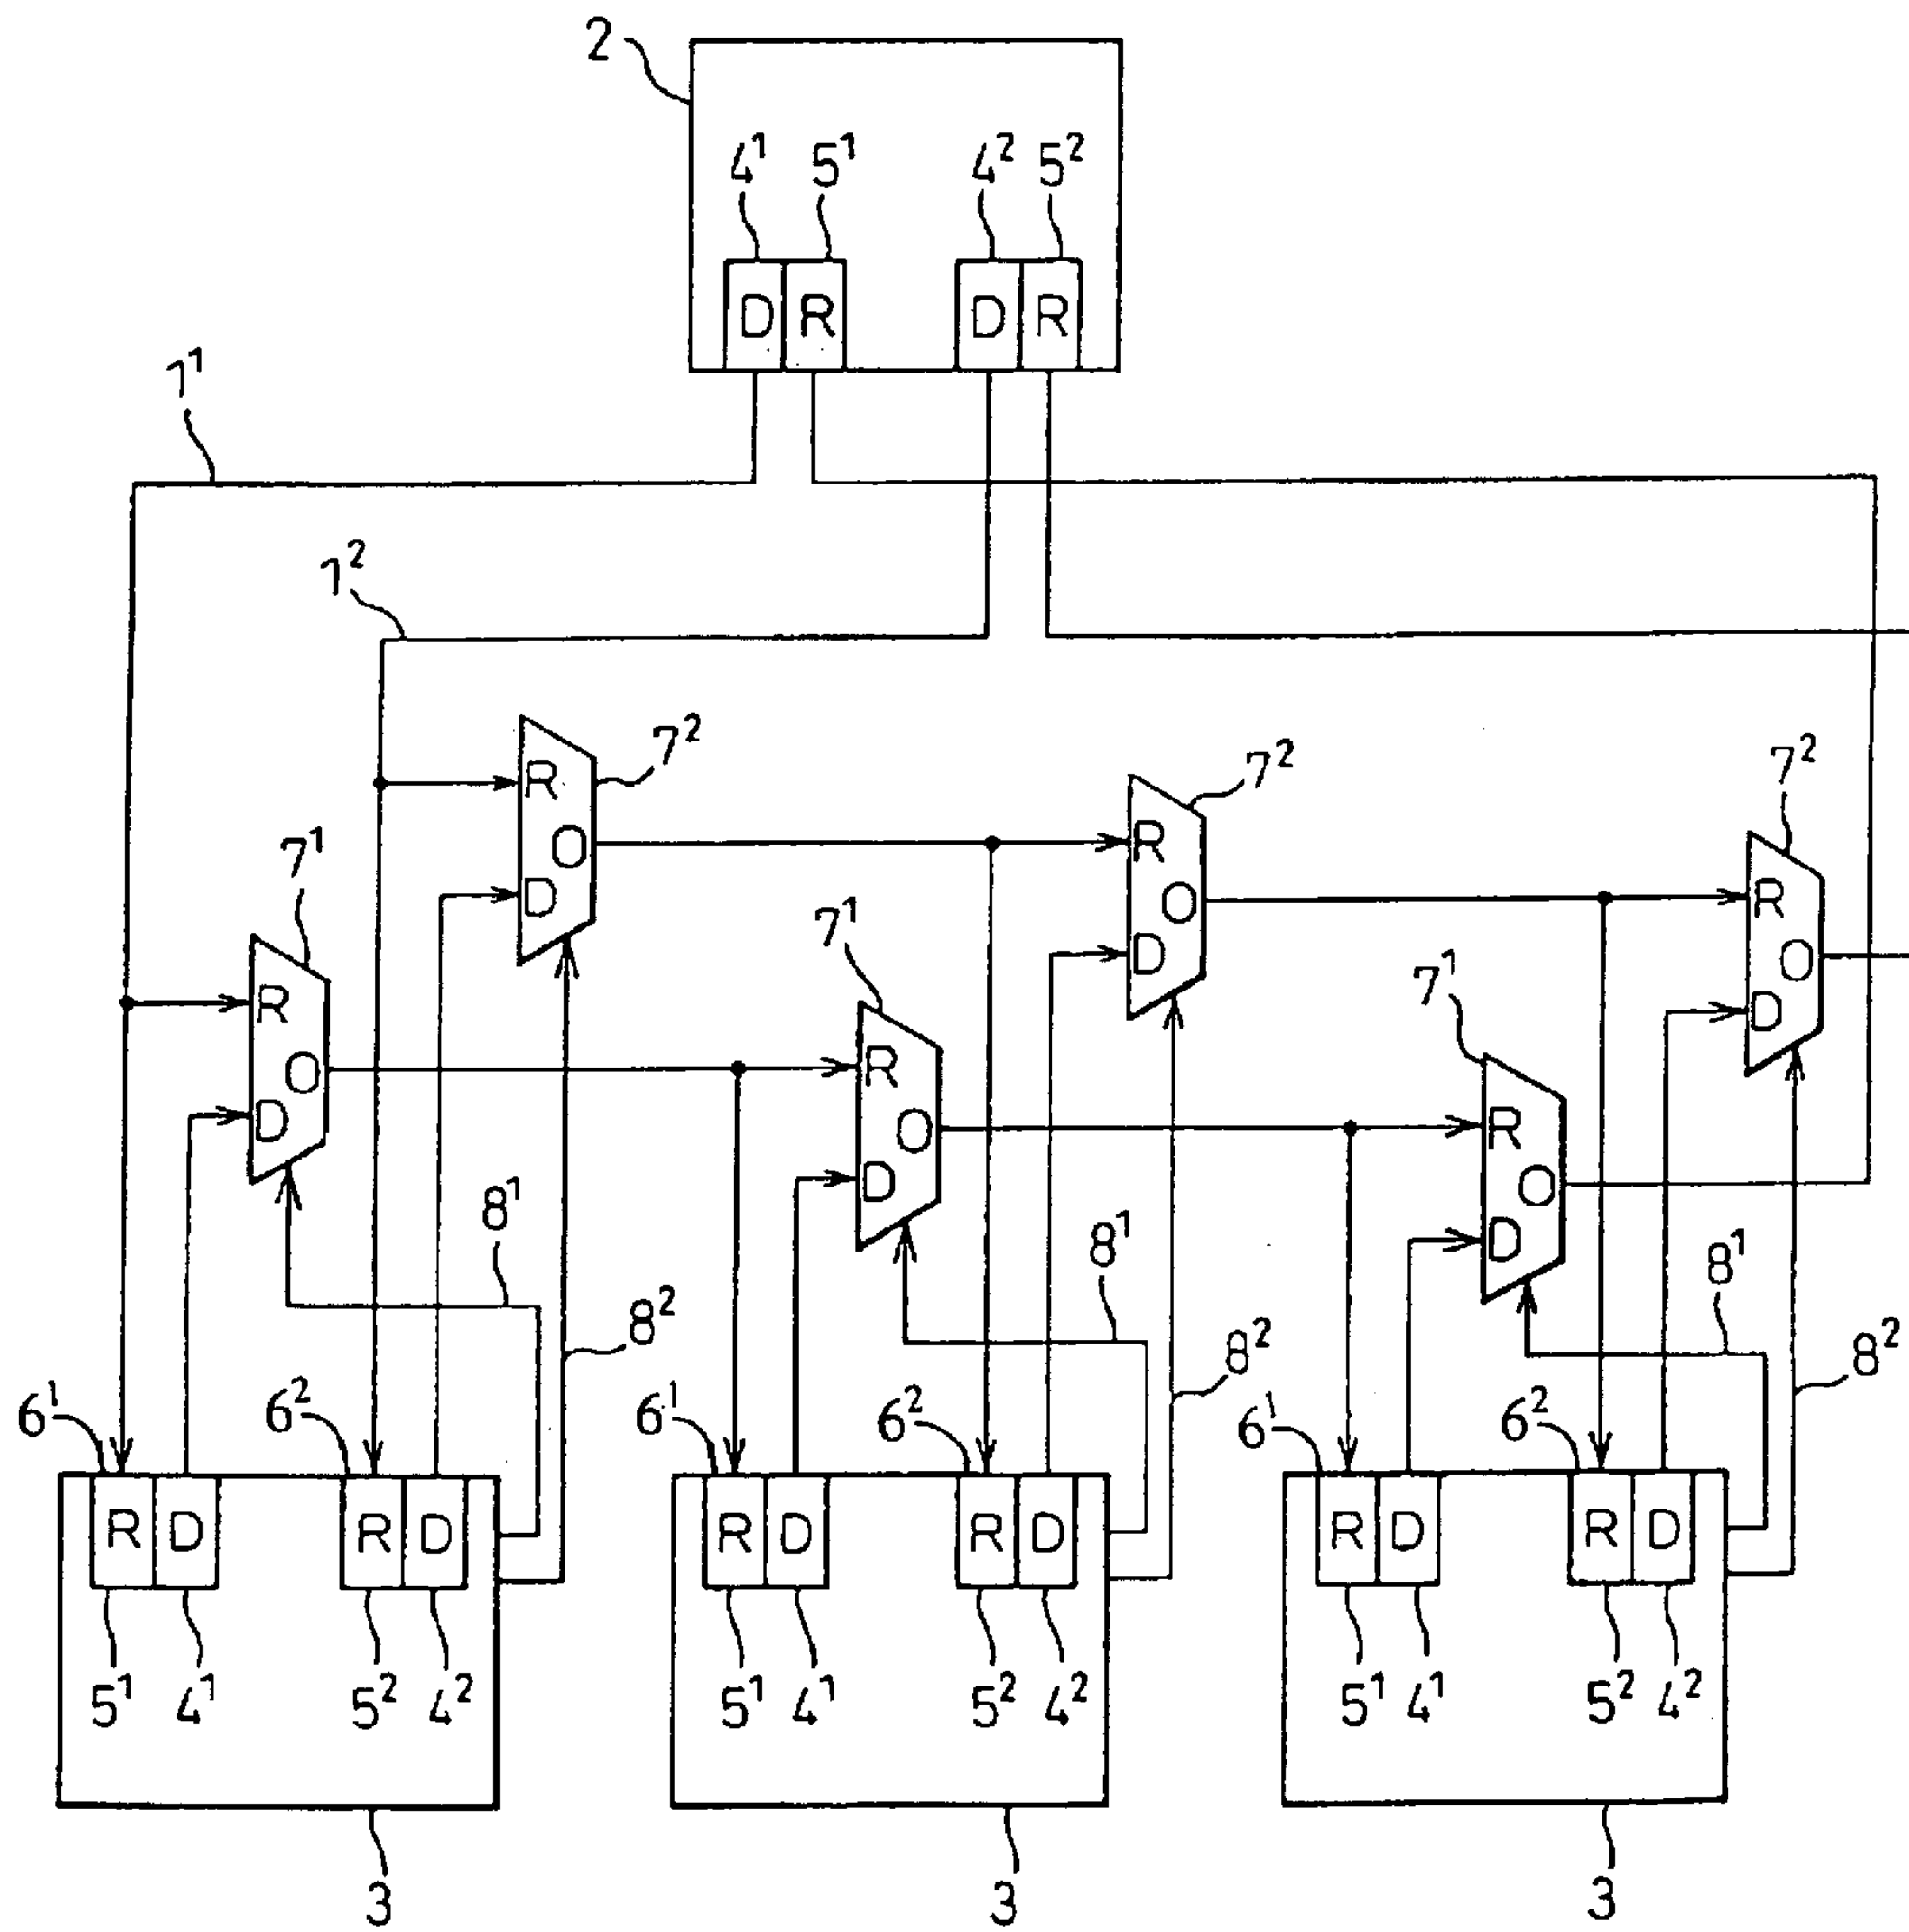 2
4¹ 5¹ 4² 5²
D R D R
1¹
1²
R 7²
7²
7²
7¹
O
R
D
R
7¹
O
O
D
R
7¹
D
O
R
O
D
R
R
8¹
D
O
8¹
8¹
D
8²
8²
8²
6¹ 6² 6¹ 6² 6¹ 6²
R D R D R D R D R D R D
5¹ 4¹ 5² 4² 5¹ 4¹ 5² 4² 5¹ 4¹ 5² 4²
3 3 3